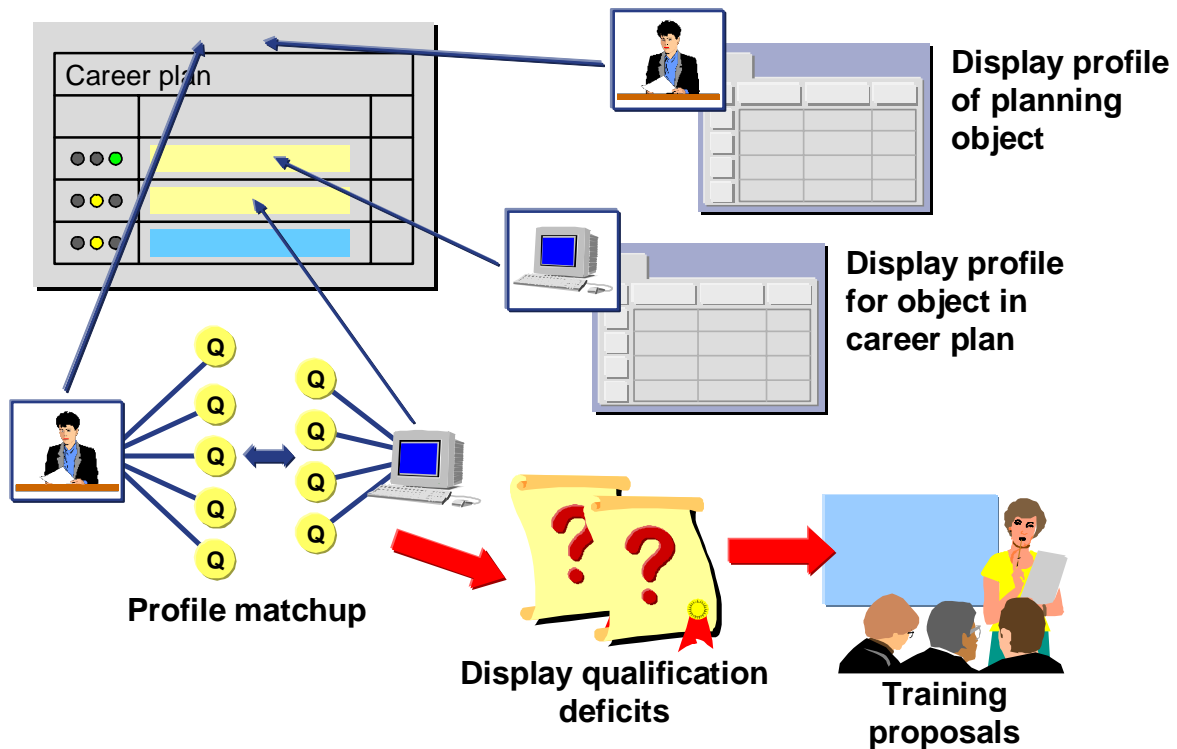 Career plan
Display profile
of planning
object
Display profile
for object in
career plan
Q
Q
Q
Q
Q
Q
Q
Q
Q
Profile matchup
Display qualification
deficits
Training
proposals